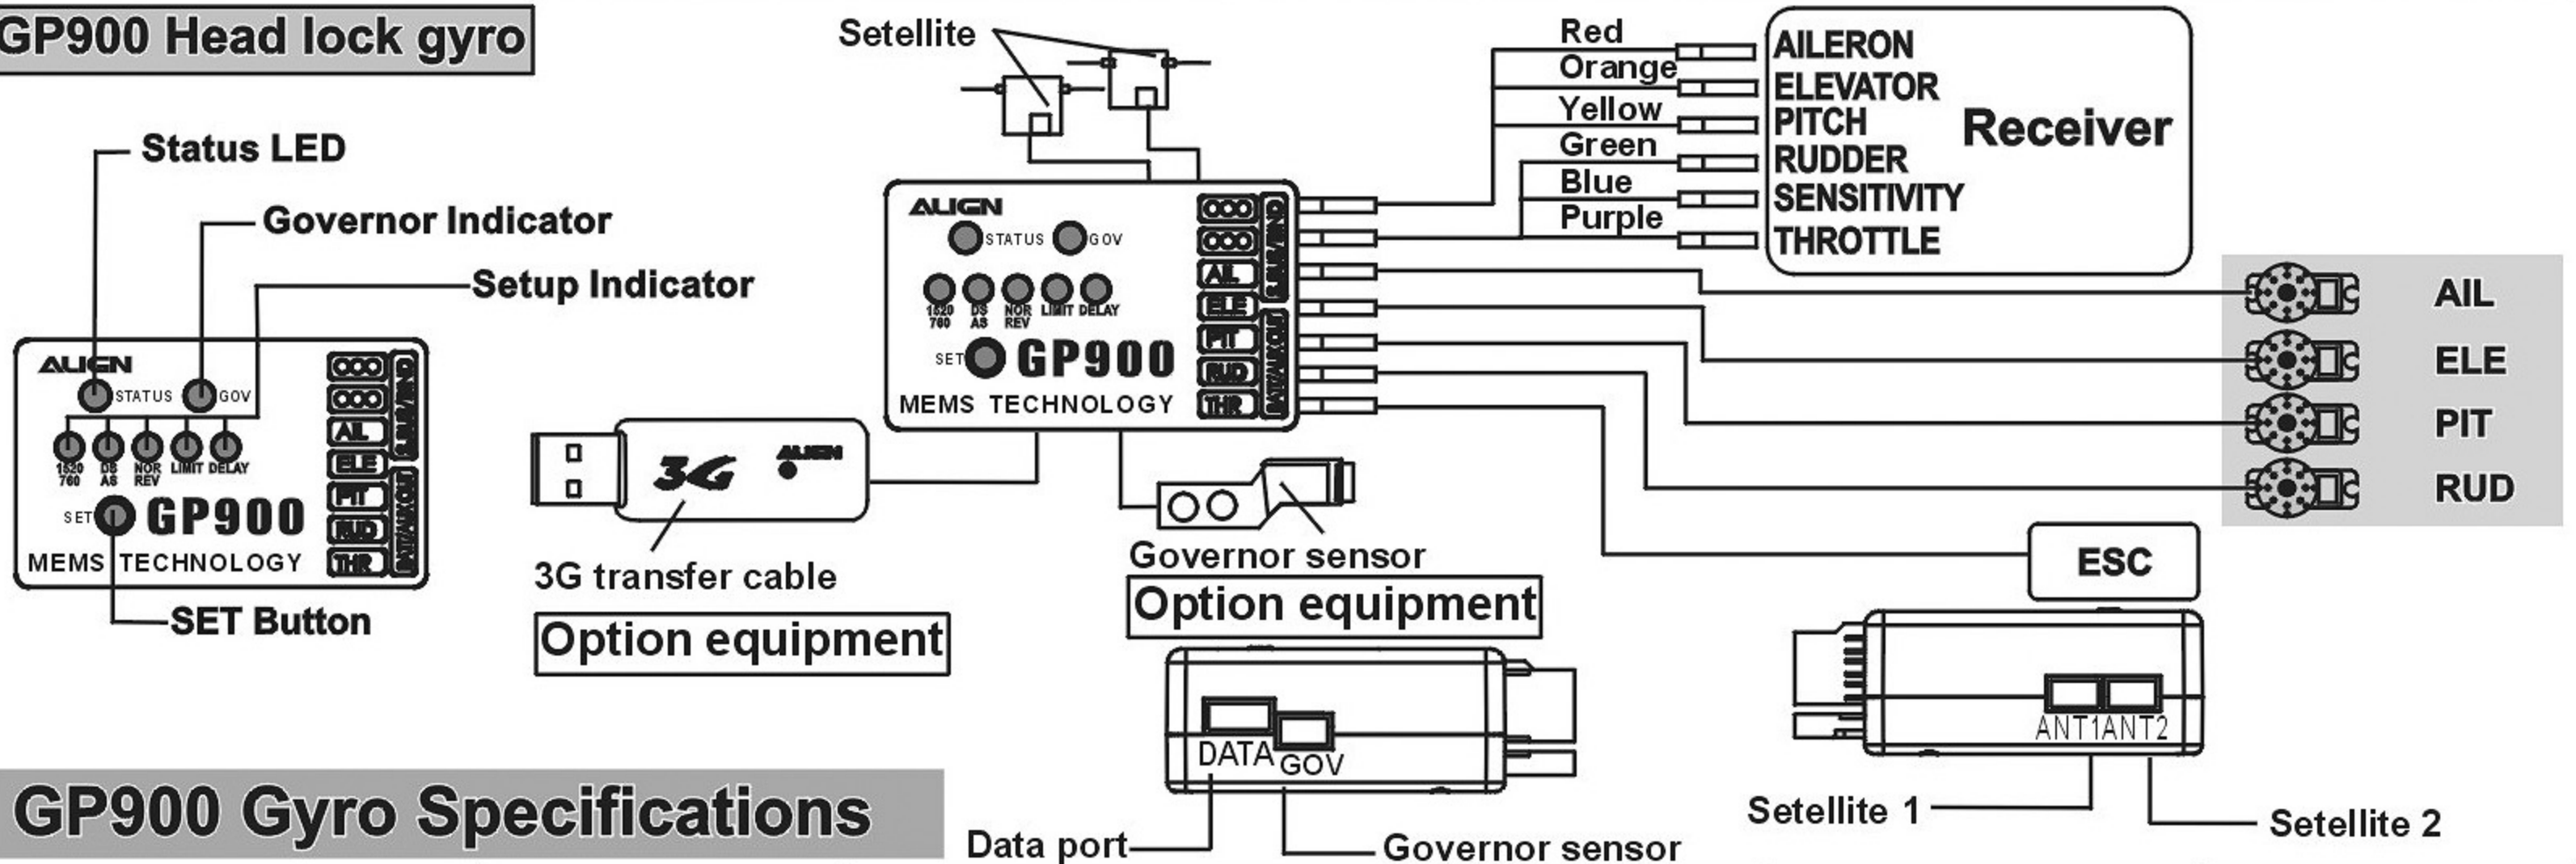 GP900 Head lock gyro
Status LED
Governor Indicator
Setup Indicator
ALIGN
STATUS
GOV
1520
760
DS
AS
NOR
REV
LIMIT
DELAY
SET
GP900
MEMS TECHNOLOGY
AIL
ELE
PIT
RUD
THR
SET Button
Setellite
ALIGN
STATUS
GOV
1520
760
DS
AS
NOR
REV
LIMIT
DELAY
SET
GP900
MEMS TECHNOLOGY
AIL
ELE
PIT
RUD
THR
Red
Orange
Yellow
Green
Blue
Purple
AILERON
ELEVATOR
PITCH
RUDDER
SENSITIVITY
THROTTLE
Receiver
AIL
ELE
PIT
RUD
ESC
3G
ALIGN
3G transfer cable
Option equipment
Governor sensor
Option equipment
DATA
GOV
Data port
Governor sensor
ANT1ANT2
Setellite 1
Setellite 2
GP900 Gyro Specifications